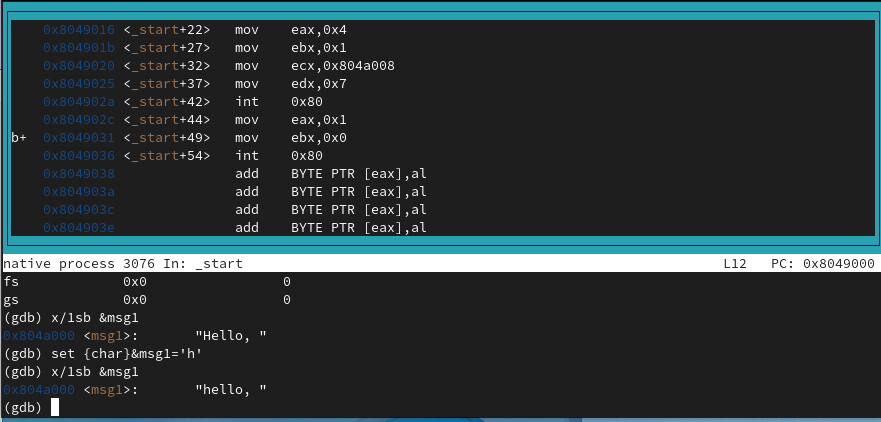 0x8049016 <_start+22> mov eax,0x4
0x804901b <_start+27> mov ebx,0x1
0x8049020 <_start+32> mov ecx,0x804a008
0x8049025 <_start+37> mov edx,0x7
0x804902a <_start+42> int 0x80
0x804902c <_start+44> mov eax,0x1
b+ 0x8049031 <_start+49> mov ebx,0x0
0x8049036 <_start+54> int 0x80
0x8049038 add BYTE PTR [eax],al
0x804903a add BYTE PTR [eax],al
0x804903c add BYTE PTR [eax],al
0x804903e add BYTE PTR [eax],al
native process 3076 In: _start L12 PC: 0x8049000
fs 0x0 0
gs 0x0 0
(gdb) x/1sb &msg1
0x804a000 <msg1>: "Hello, "
(gdb) set {char}&msg1='h'
(gdb) x/1sb &msg1
0x804a000 <msg1>: "hello, "
(gdb)